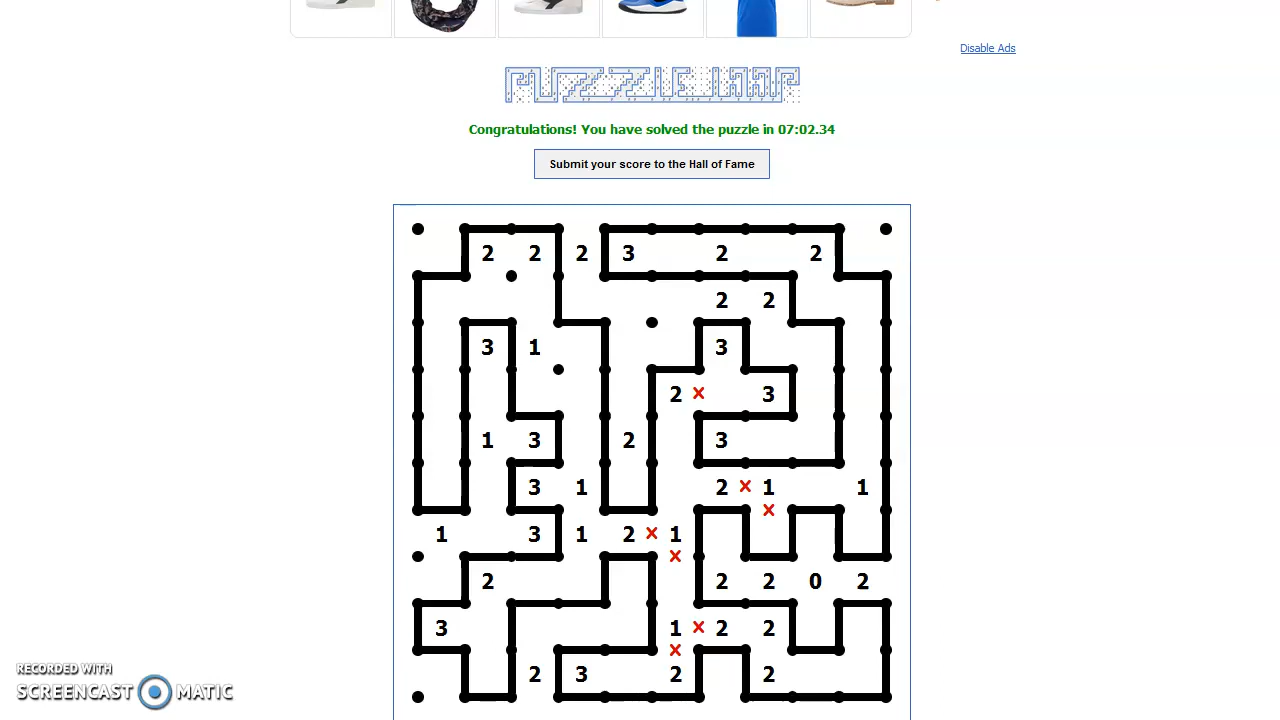 Disable Ads
PUZZLE LOOP
Congratulations! You have solved the puzzle in 07:02.34
Submit your score to the Hall of Fame
2 2 2 3 2 2
2 2
3 1 3
2 × 3
1 3 2 3
3 1 2 × 1 1
×
1 3 1 2 × 1
×
2 2 2 0 2
3 1 × 2 2
×
2 3 2 2
RECORDED WITH
SCREENCAST MATIC